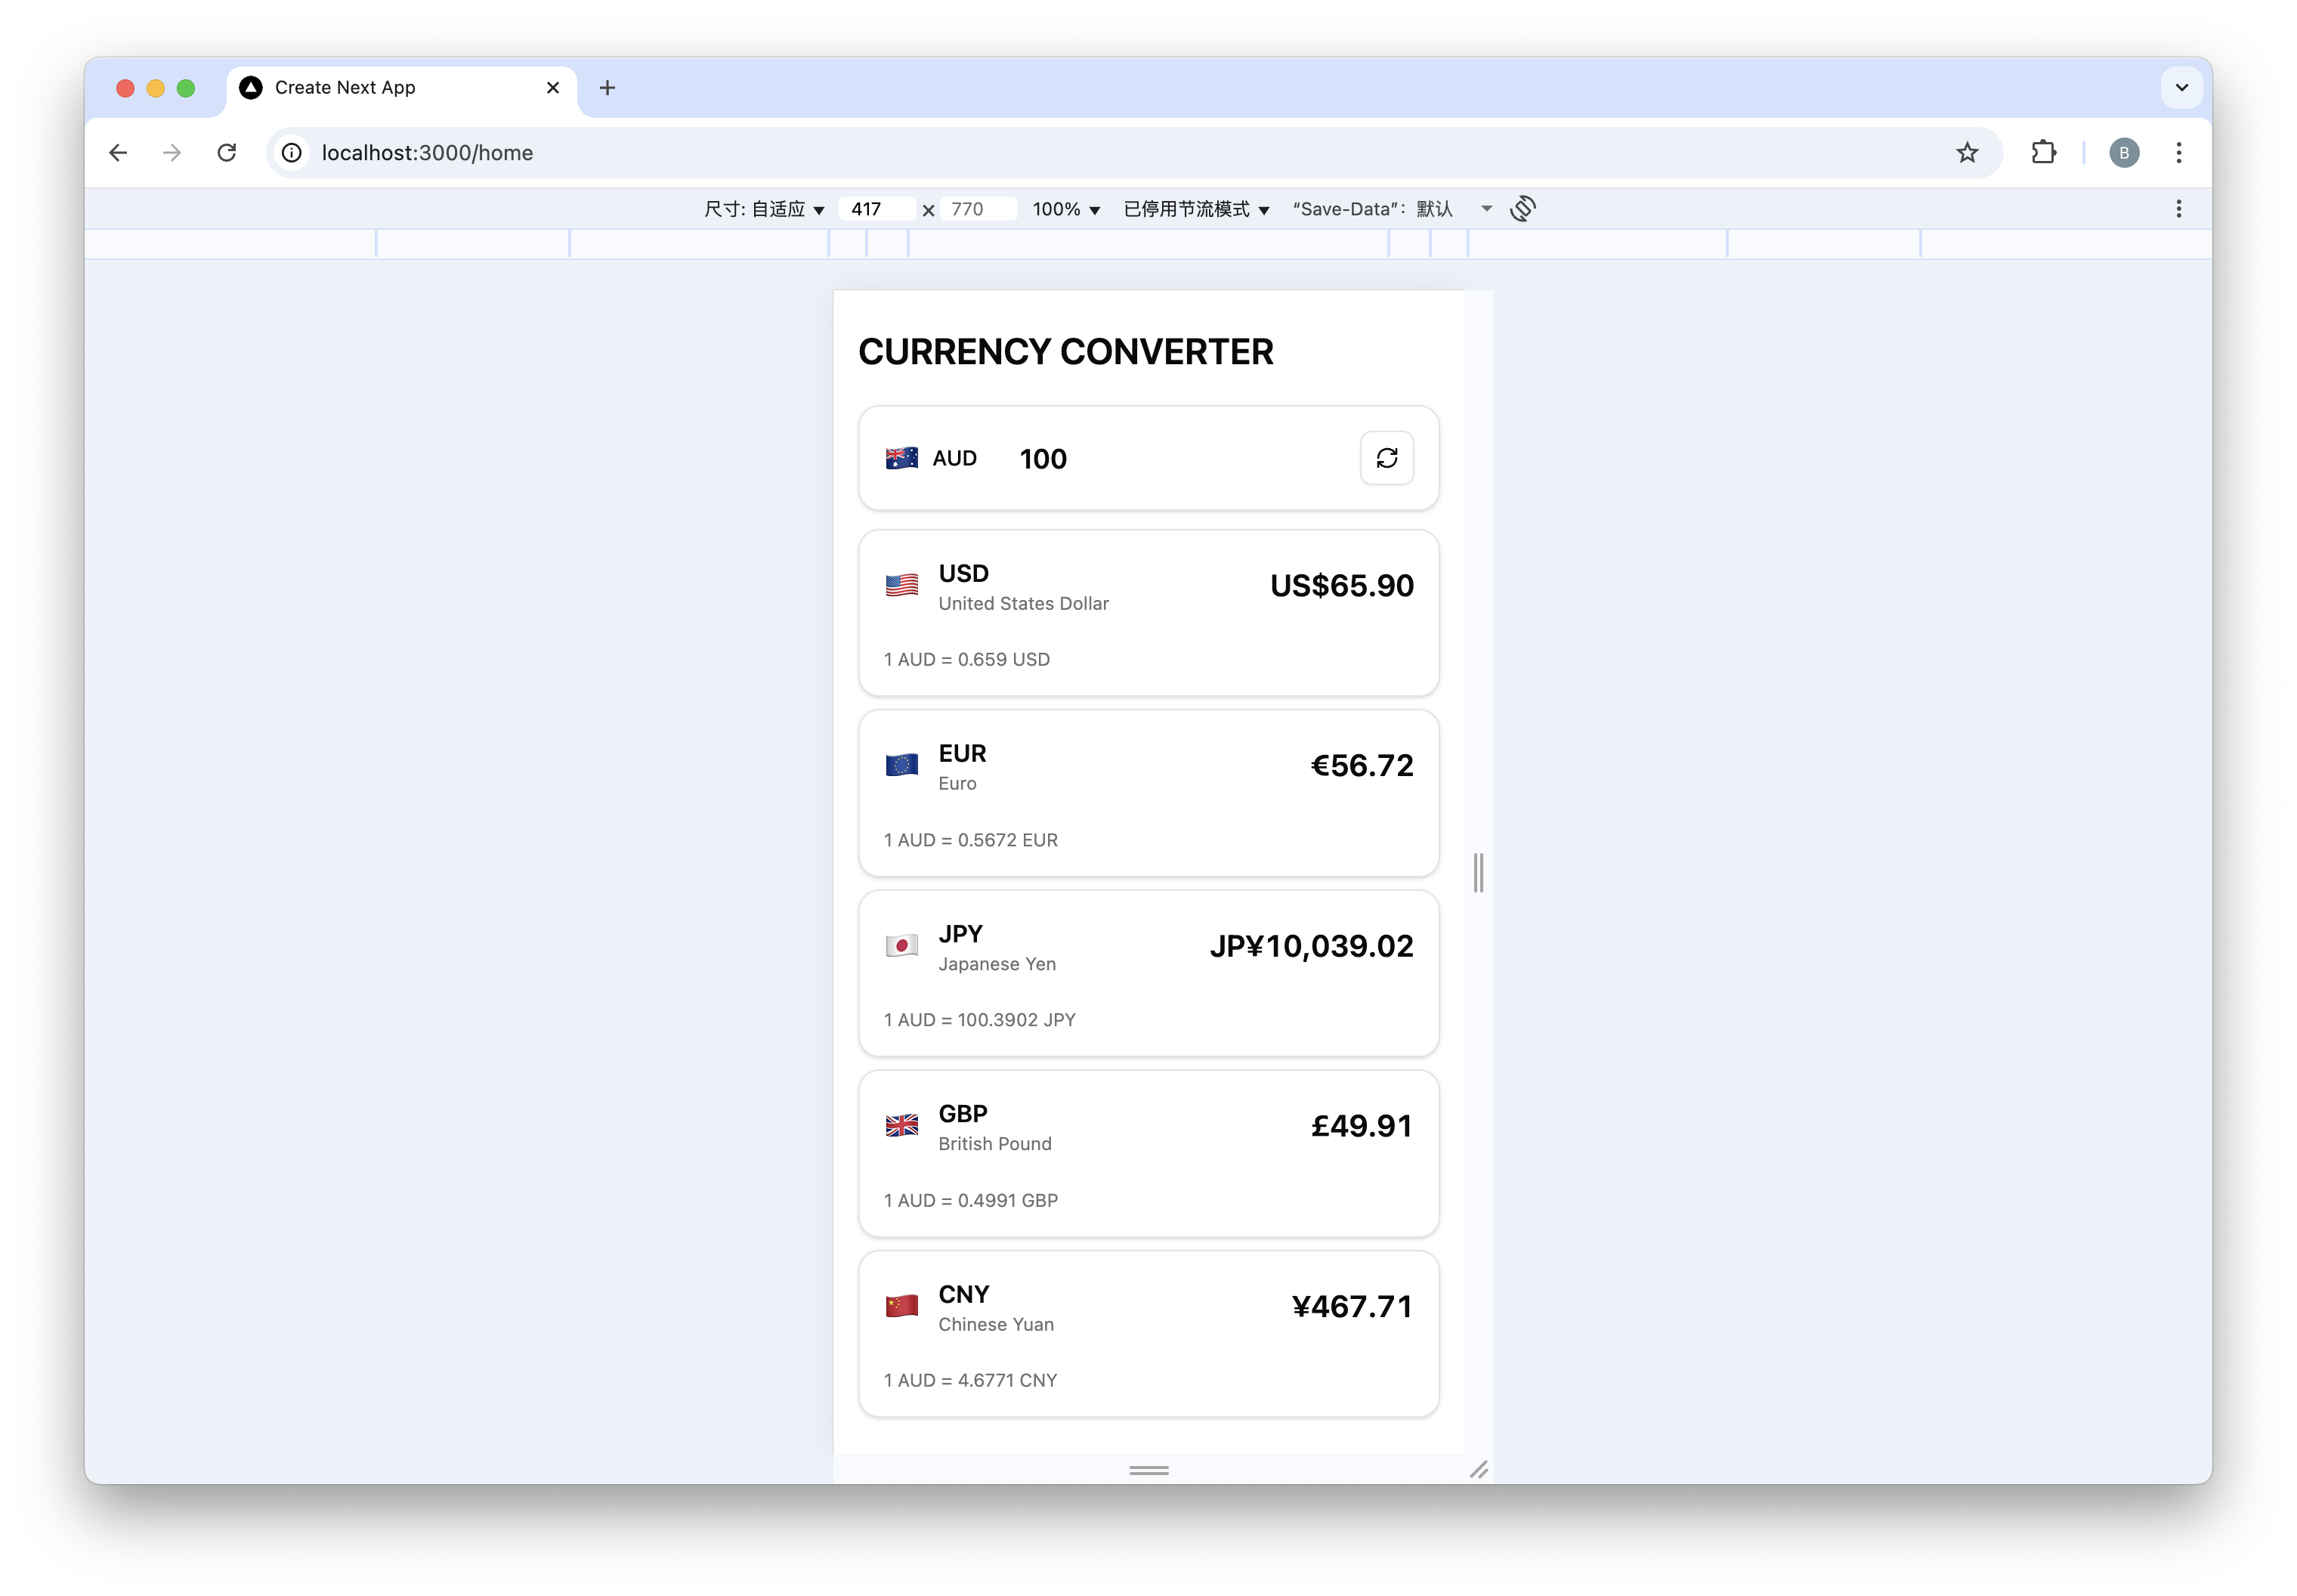 Create Next App
localhost:3000/home
B
尺寸: 自适应 417 × 770 100% 已停用节流模式 “Save-Data”: 默认
CURRENCY CONVERTER
AUD 100
USD
United States Dollar
US$65.90
1 AUD = 0.659 USD
EUR
Euro
€56.72
1 AUD = 0.5672 EUR
JPY
Japanese Yen
JP¥10,039.02
1 AUD = 100.3902 JPY
GBP
British Pound
£49.91
1 AUD = 0.4991 GBP
CNY
Chinese Yuan
¥467.71
1 AUD = 4.6771 CNY